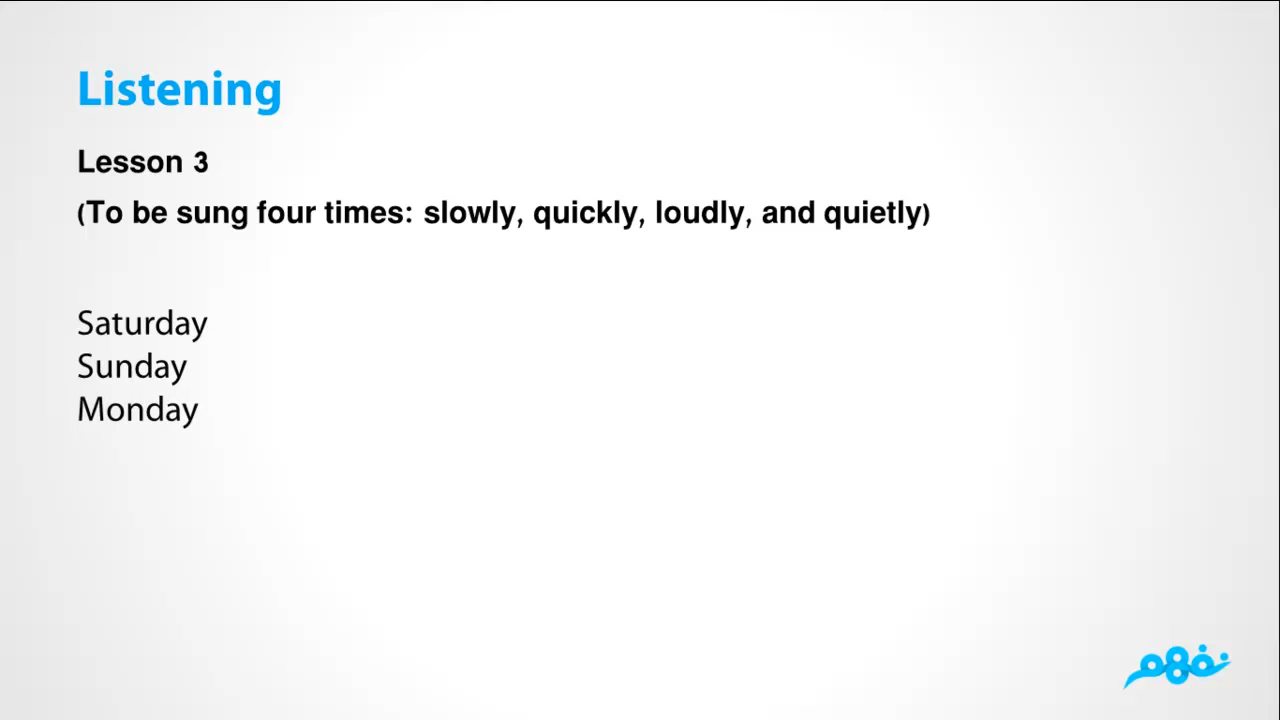 Listening
Lesson 3
(To be sung four times: slowly, quickly, loudly, and quietly)
Saturday
Sunday
Monday
نفهم